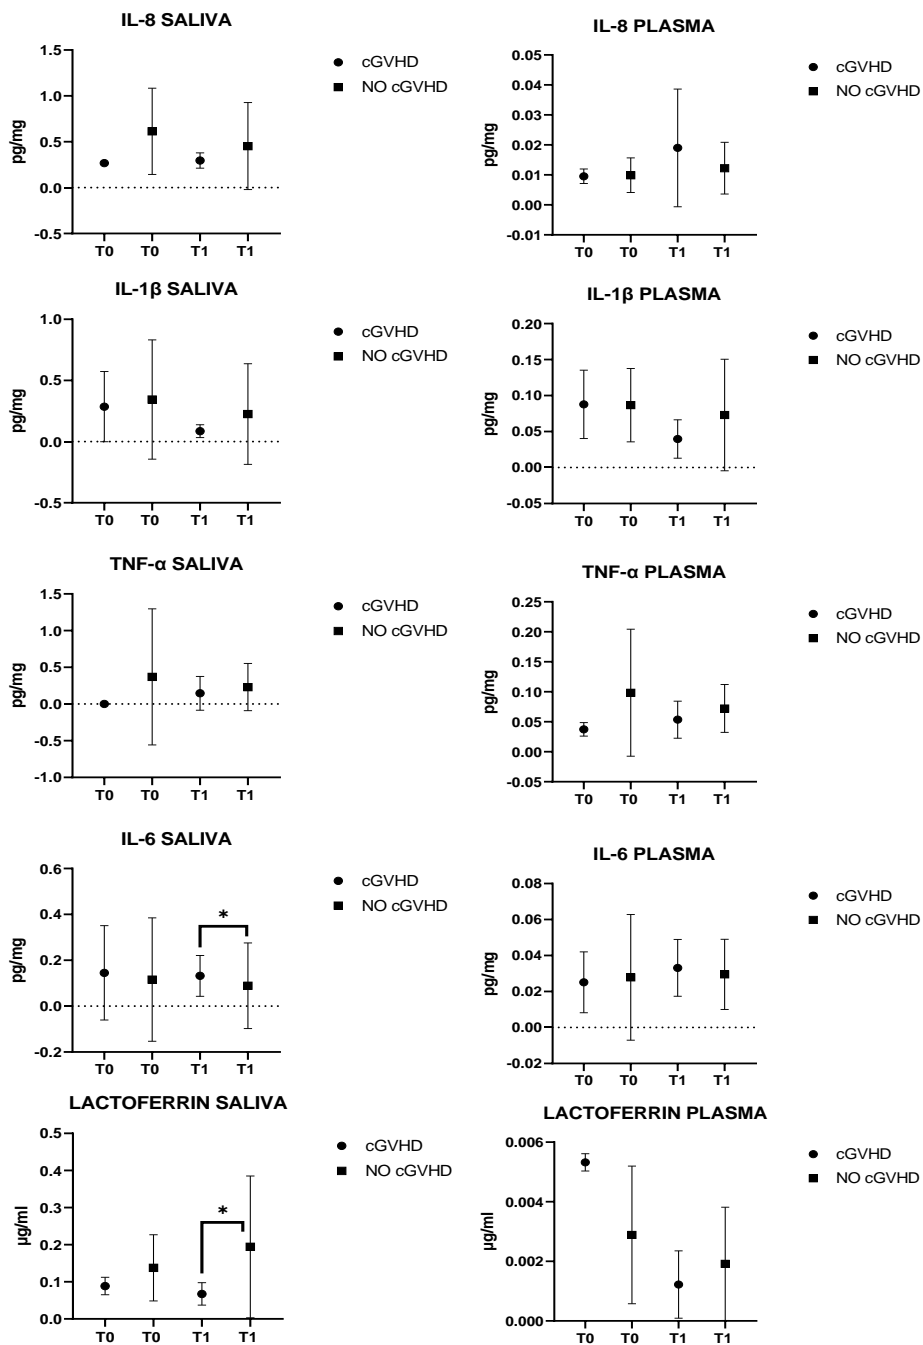 IL-8 SALIVA
pg/mg
1.5
1.0
0.5
0.0
-0.5
T0 T0 T1 T1
cGVHD
NO cGVHD
IL-8 PLASMA
pg/mg
0.05
0.04
0.03
0.02
0.01
0.00
-0.01
T0 T0 T1 T1
cGVHD
NO cGVHD
IL-1β SALIVA
pg/mg
1.0
0.5
0.0
-0.5
T0 T0 T1 T1
cGVHD
NO cGVHD
IL-1β PLASMA
pg/mg
0.20
0.15
0.10
0.05
0.00
-0.05
T0 T0 T1 T1
cGVHD
NO cGVHD
TNF-α SALIVA
pg/mg
1.5
1.0
0.5
0.0
-0.5
-1.0
T0 T0 T1 T1
cGVHD
NO cGVHD
TNF-α PLASMA
pg/mg
0.25
0.20
0.15
0.10
0.05
0.00
-0.05
T0 T0 T1 T1
cGVHD
NO cGVHD
IL-6 SALIVA
pg/mg
0.6
0.4
0.2
0.0
-0.2
*
T0 T0 T1 T1
cGVHD
NO cGVHD
IL-6 PLASMA
pg/mg
0.08
0.06
0.04
0.02
0.00
-0.02
T0 T0 T1 T1
cGVHD
NO cGVHD
LACTOFERRIN SALIVA
µg/ml
0.5
0.4
0.3
0.2
0.1
0.0
*
T0 T0 T1 T1
cGVHD
NO cGVHD
LACTOFERRIN PLASMA
µg/ml
0.006
0.004
0.002
0.000
T0 T0 T1 T1
cGVHD
NO cGVHD